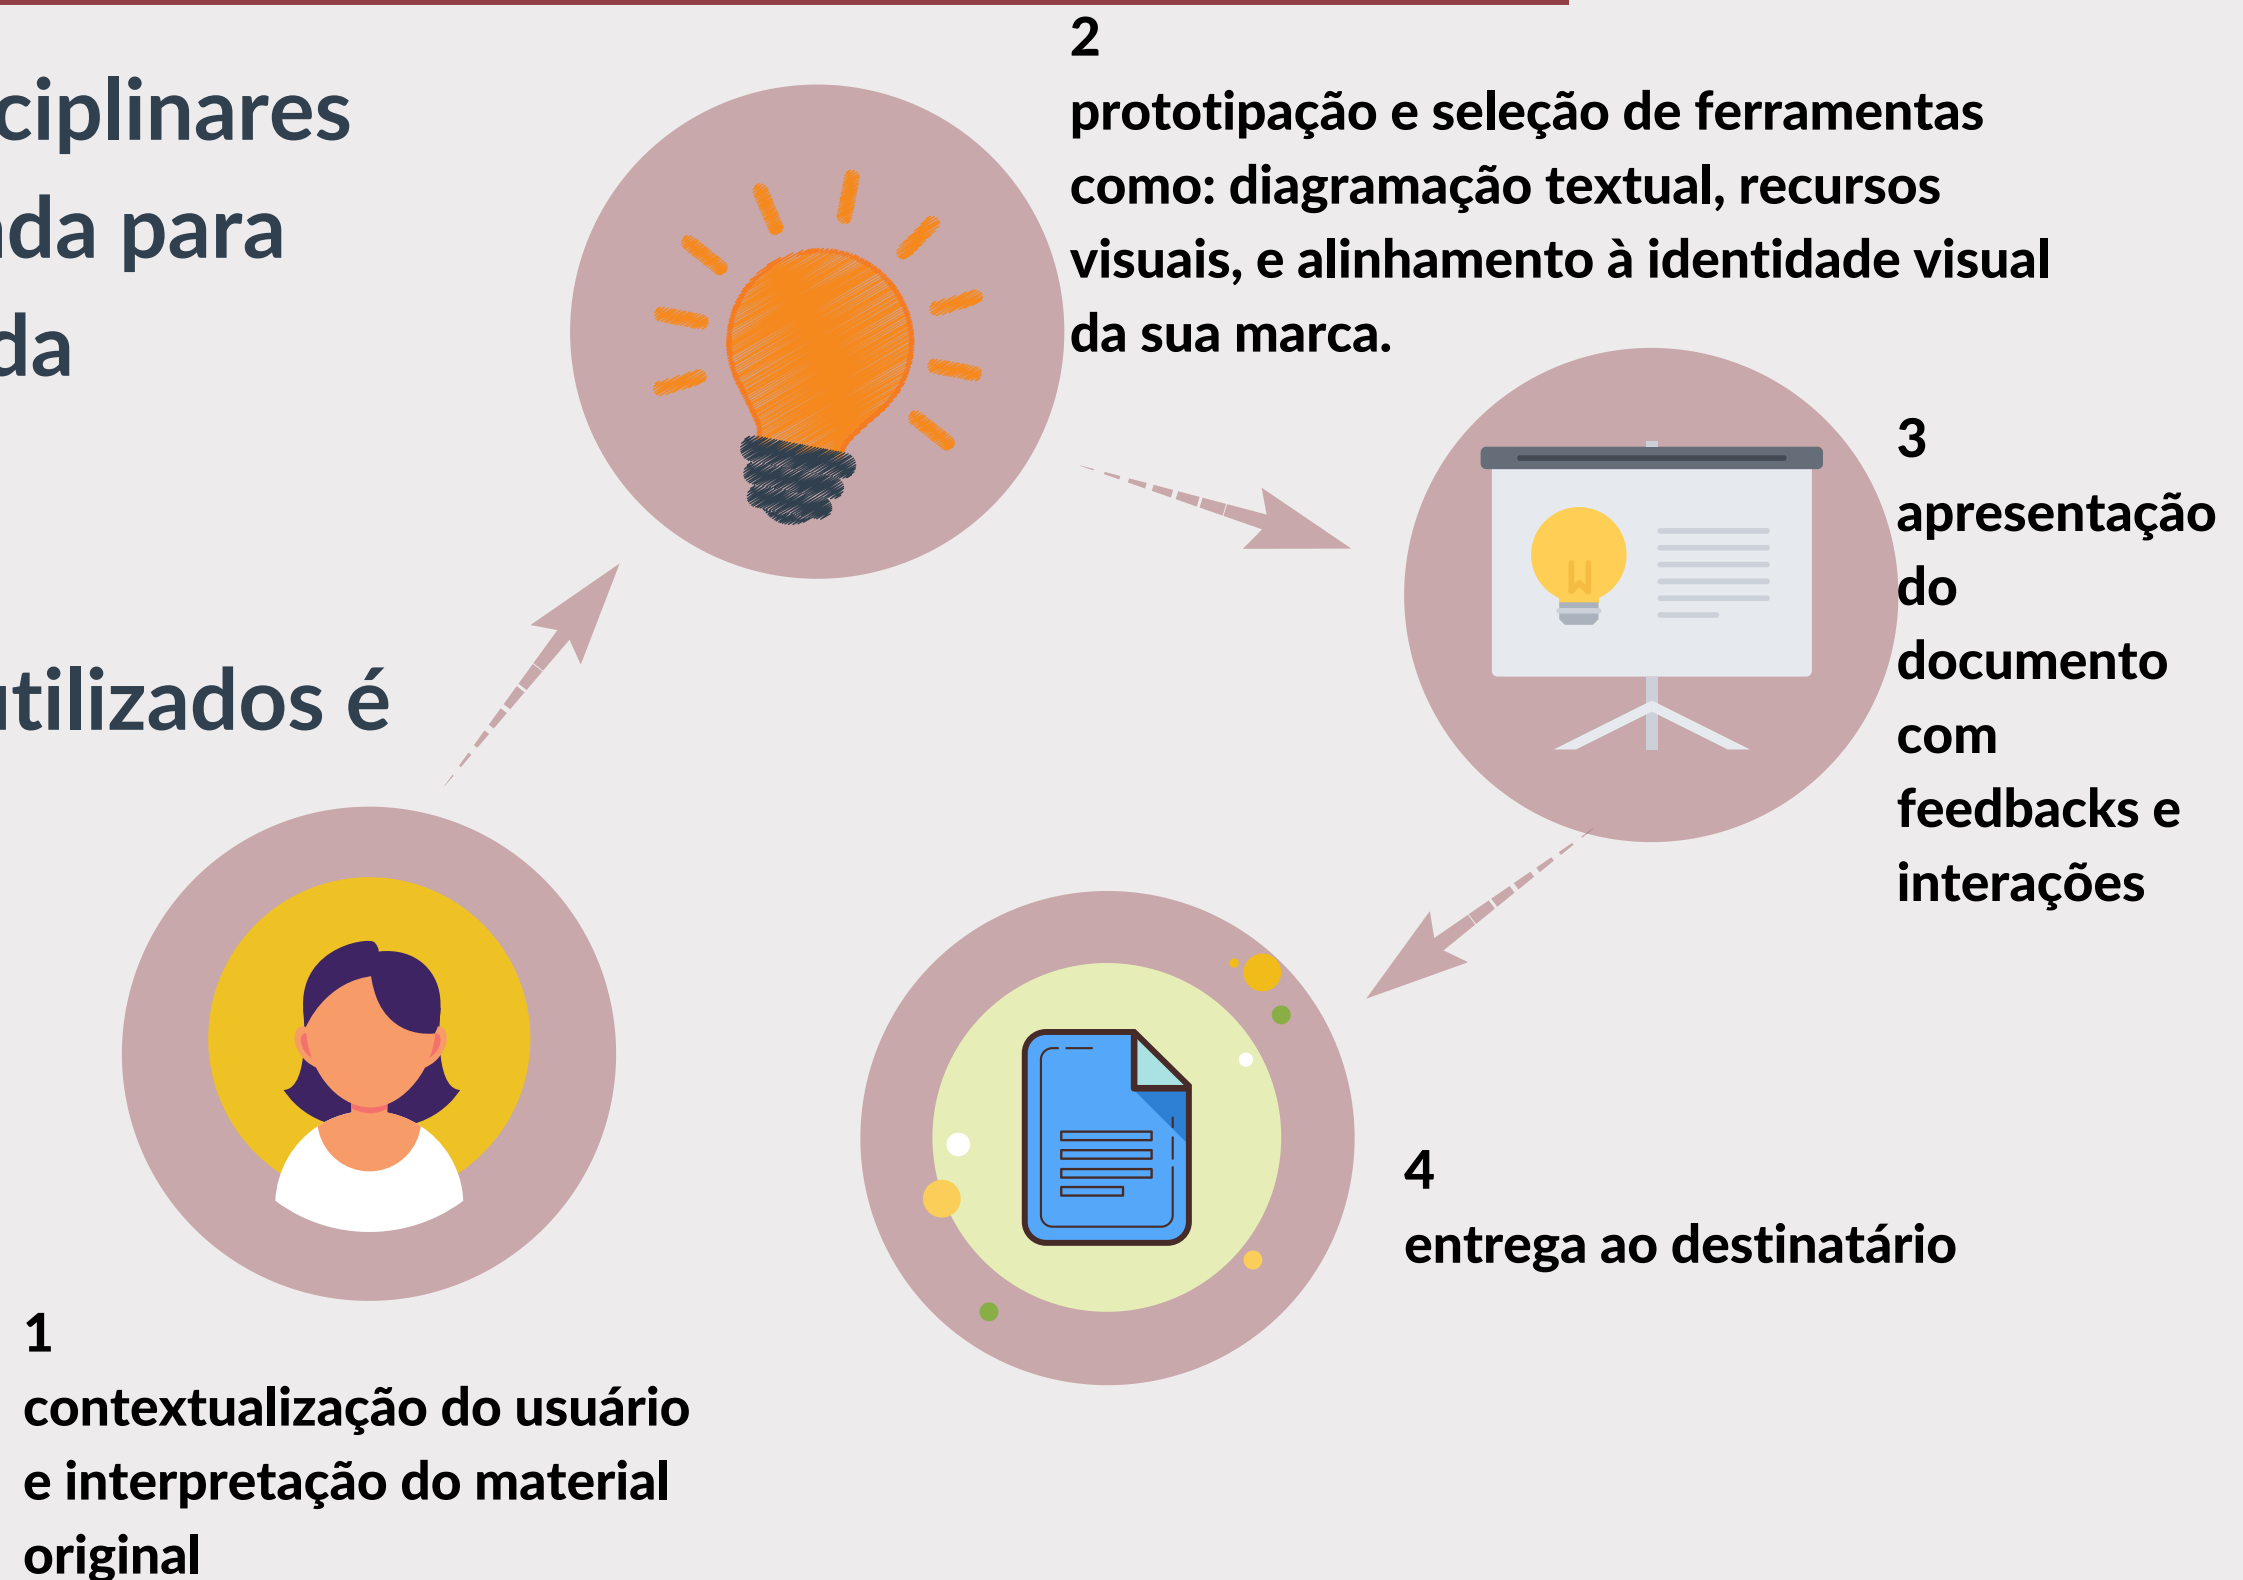 ciplinares
da para
da
utilizados é
2
prototipação e seleção de ferramentas
como: diagramação textual, recursos
visuais, e alinhamento à identidade visual
da sua marca.
3
apresentação
do
documento
com
feedbacks e
interações
4
entrega ao destinatário
1
contextualização do usuário
e interpretação do material
original